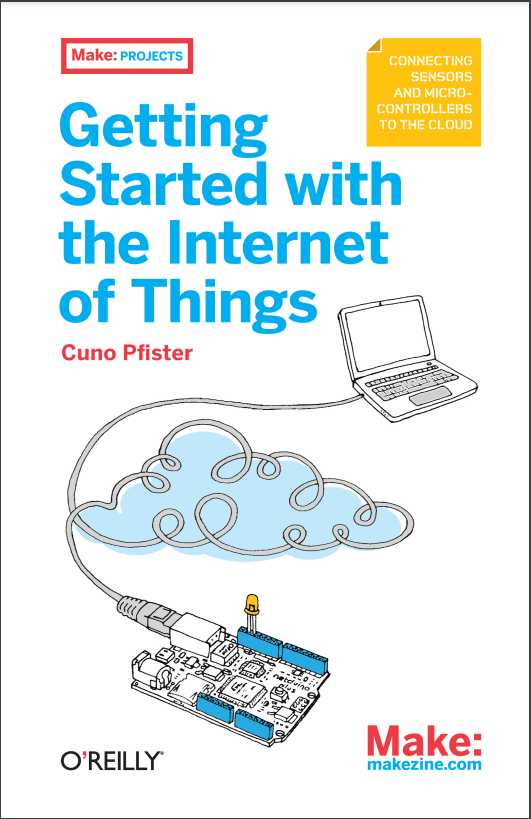 Make: PROJECTS
CONNECTING
SENSORS
AND MICRO-
CONTROLLERS
TO THE CLOUD
Getting
Started with
the Internet
of Things
Cuno Pfister
netduino
O'REILLY®
Make:
makezine.com